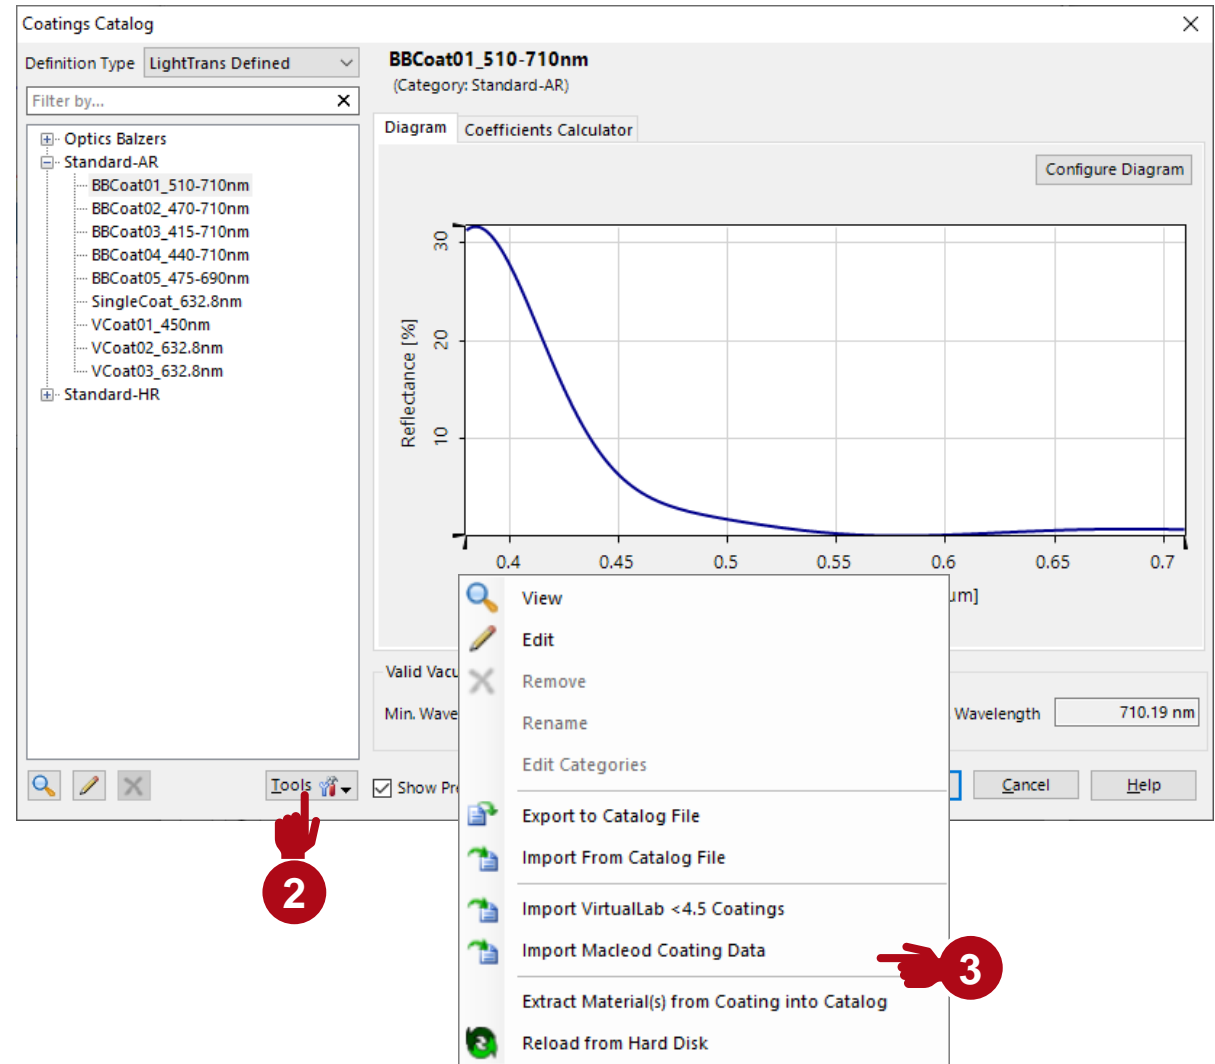 Coatings Catalog
Definition Type LightTrans Defined
Filter by...
Optics Balzers
Standard-AR
BBCoat01_510-710nm
BBCoat02_470-710nm
BBCoat03_415-710nm
BBCoat04_440-710nm
BBCoat05_475-690nm
SingleCoat_632.8nm
VCoat01_450nm
VCoat02_632.8nm
VCoat03_632.8nm
Standard-HR
Tools
2
BBCoat01_510-710nm
(Category: Standard-AR)
Diagram Coefficients Calculator
Configure Diagram
Reflectance [%]
30
20
10
0.4 0.45 0.5 0.55 0.6 0.65 0.7
µm]
Valid Vacu
Min. Wave
Wavelength 710.19 nm
Show Pr
Cancel Help
View
Edit
Remove
Rename
Edit Categories
Export to Catalog File
Import From Catalog File
Import VirtualLab <4.5 Coatings
Import Macleod Coating Data
3
Extract Material(s) from Coating into Catalog
Reload from Hard Disk